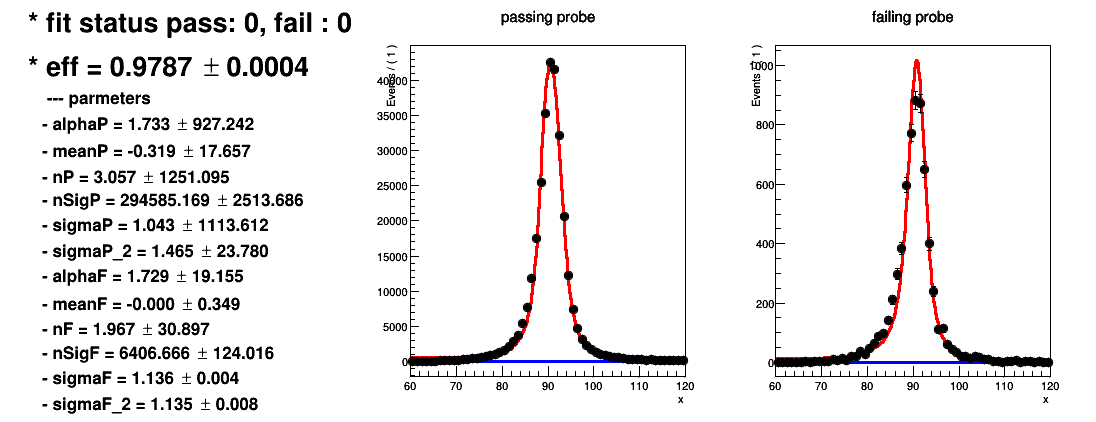 * fit status pass: 0, fail : 0
* eff = 0.9787 ± 0.0004
--- parmeters
- alphaP = 1.733 ± 927.242
- meanP = -0.319 ± 17.657
- nP = 3.057 ± 1251.095
- nSigP = 294585.169 ± 2513.686
- sigmaP = 1.043 ± 1113.612
- sigmaP_2 = 1.465 ± 23.780
- alphaF = 1.729 ± 19.155
- meanF = -0.000 ± 0.349
- nF = 1.967 ± 30.897
- nSigF = 6406.666 ± 124.016
- sigmaF = 1.136 ± 0.004
- sigmaF_2 = 1.135 ± 0.008
passing probe
Events / ( 1 )
40000
35000
30000
25000
20000
15000
10000
5000
0
60 70 80 90 100 110 120
x
failing probe
Events / ( 1 )
1000
800
600
400
200
0
60 70 80 90 100 110 120
x